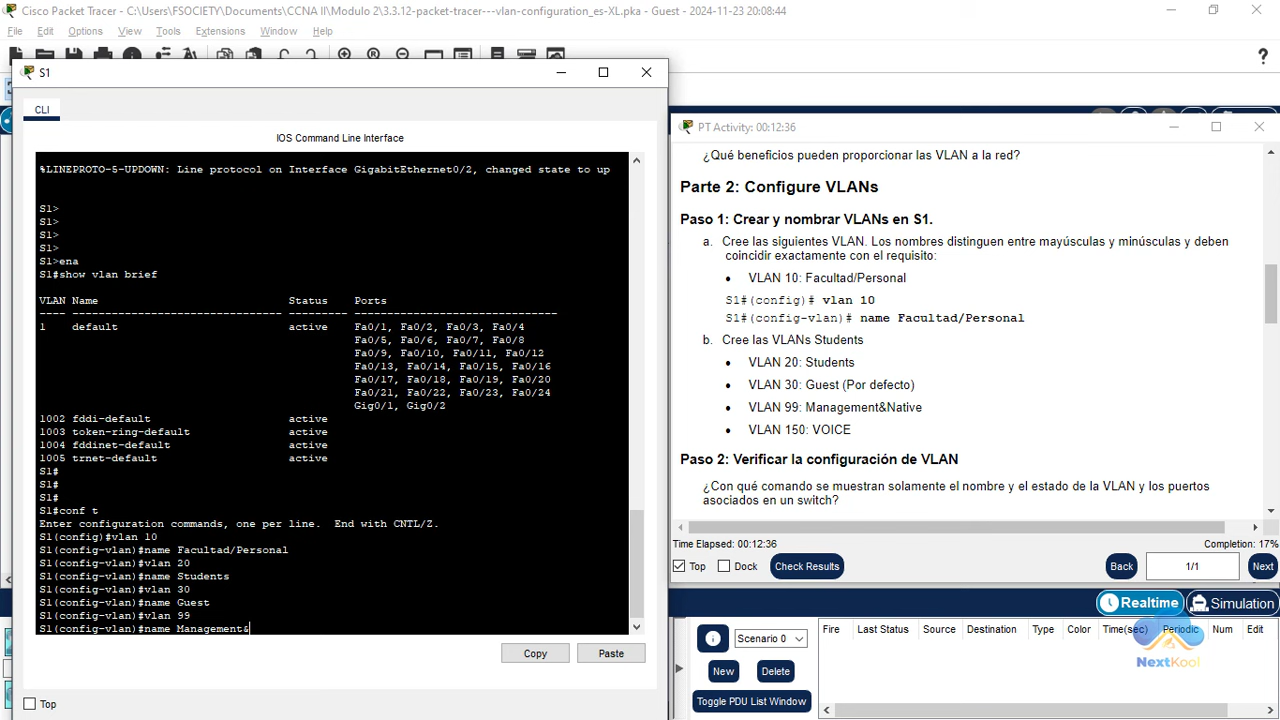 Cisco Packet Tracer - C:\Users\FSOCIETY\Documents\CCNA II\Modulo 2\3.3.12-packet-tracer---vlan-configuration_es-XL.pka - Guest - 2024-11-23 20:08:44
File Edit Options View Tools Extensions Window Help
S1
CLI
IOS Command Line Interface
%LINEPROTO-5-UPDOWN: Line protocol on Interface GigabitEthernet0/2, changed state to up
S1>
S1>
S1>
S1>
S1>ena
S1#show vlan brief
VLAN Name Status Ports
---- -------------------------------- --------- -------------------------------
1 default active Fa0/1, Fa0/2, Fa0/3, Fa0/4
Fa0/5, Fa0/6, Fa0/7, Fa0/8
Fa0/9, Fa0/10, Fa0/11, Fa0/12
Fa0/13, Fa0/14, Fa0/15, Fa0/16
Fa0/17, Fa0/18, Fa0/19, Fa0/20
Fa0/21, Fa0/22, Fa0/23, Fa0/24
Gig0/1, Gig0/2
1002 fddi-default active
1003 token-ring-default active
1004 fddinet-default active
1005 trnet-default active
S1#
S1#
S1#
S1#conf t
Enter configuration commands, one per line. End with CNTL/Z.
S1(config)#vlan 10
S1(config-vlan)#name Facultad/Personal
S1(config-vlan)#vlan 20
S1(config-vlan)#name Students
S1(config-vlan)#vlan 30
S1(config-vlan)#name Guest
S1(config-vlan)#vlan 99
S1(config-vlan)#name Management&
Copy Paste
Top
PT Activity: 00:12:36
¿Qué beneficios pueden proporcionar las VLAN a la red?
Parte 2: Configure VLANs
Paso 1: Crear y nombrar VLANs en S1.
a. Cree las siguientes VLAN. Los nombres distinguen entre mayúsculas y minúsculas y deben
coincidir exactamente con el requisito:
• VLAN 10: Facultad/Personal
S1#(config)# vlan 10
S1#(config-vlan)# name Facultad/Personal
b. Cree las VLANs Students
• VLAN 20: Students
• VLAN 30: Guest (Por defecto)
• VLAN 99: Management&Native
• VLAN 150: VOICE
Paso 2: Verificar la configuración de VLAN
¿Con qué comando se muestran solamente el nombre y el estado de la VLAN y los puertos
asociados en un switch?
Time Elapsed: 00:12:36 Completion: 17%
Top Dock Check Results Back 1/1 Next
Realtime Simulation
Scenario 0 Fire Last Status Source Destination Type Color Time(sec) Periodic Num Edit
New Delete
Toggle PDU List Window
NextKool